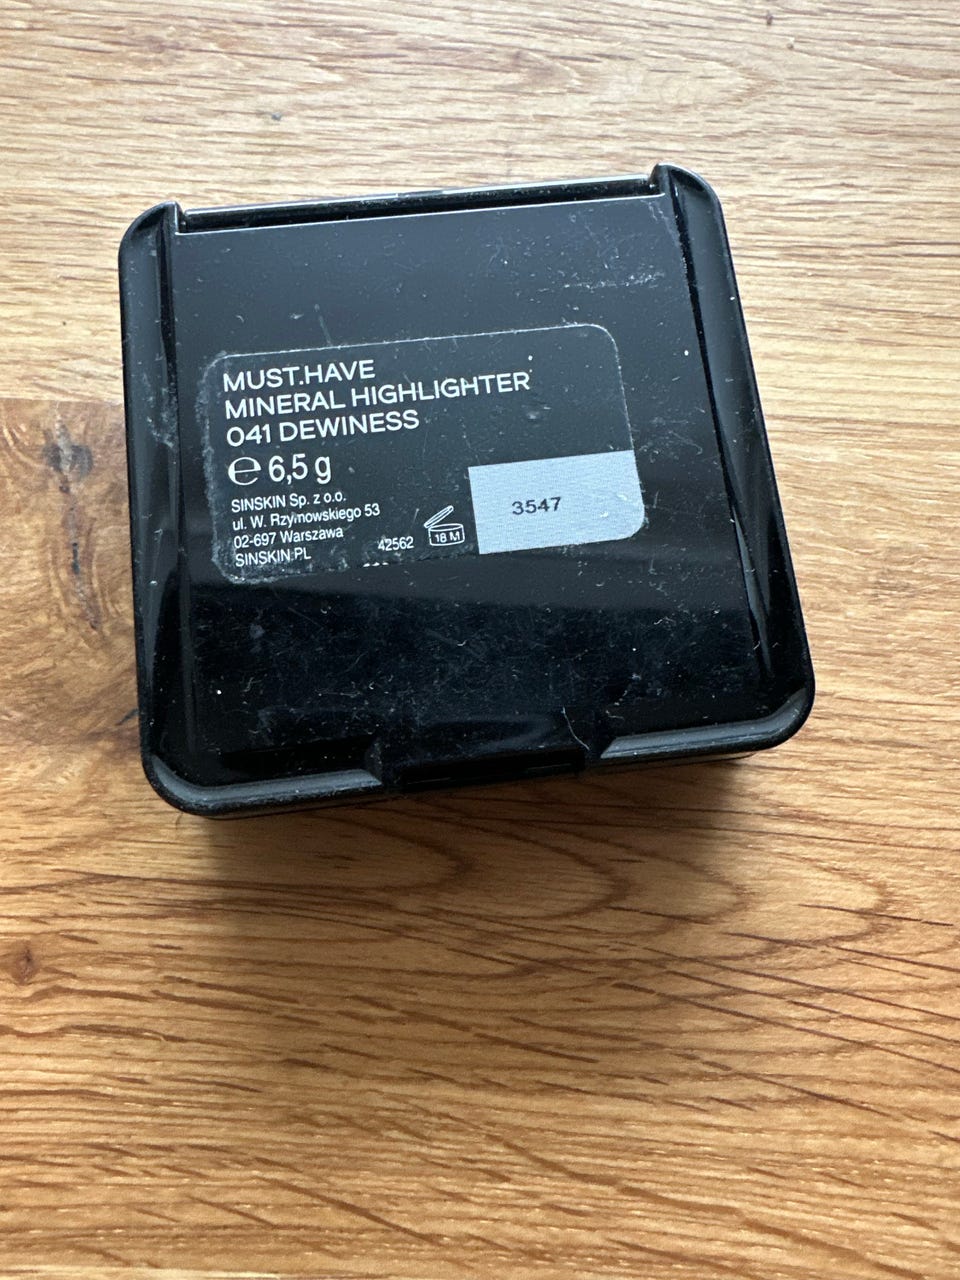 MUST.HAVE
MINERAL HIGHLIGHTER
041 DEWINESS
℮ 6,5 g
SINSKIN Sp. z o.o.
ul. W. Rzymowskiego 53
02-697 Warszawa
SINSKIN.PL
42562
18 M
3547